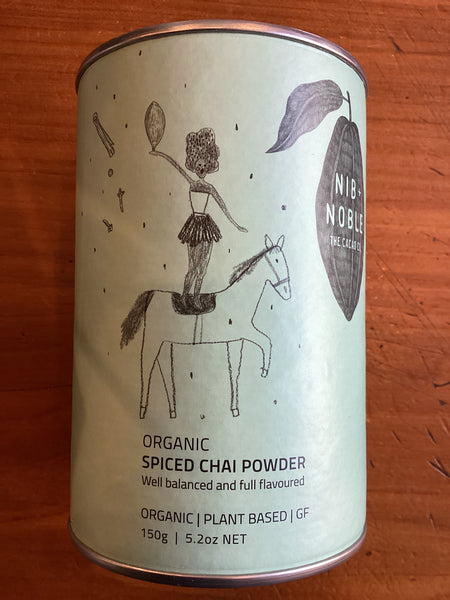 NIB+
NOBLE
THE CACAO CO
ORGANIC
SPICED CHAI POWDER
Well balanced and full flavoured
ORGANIC | PLANT BASED | GF
150g | 5.2oz NET